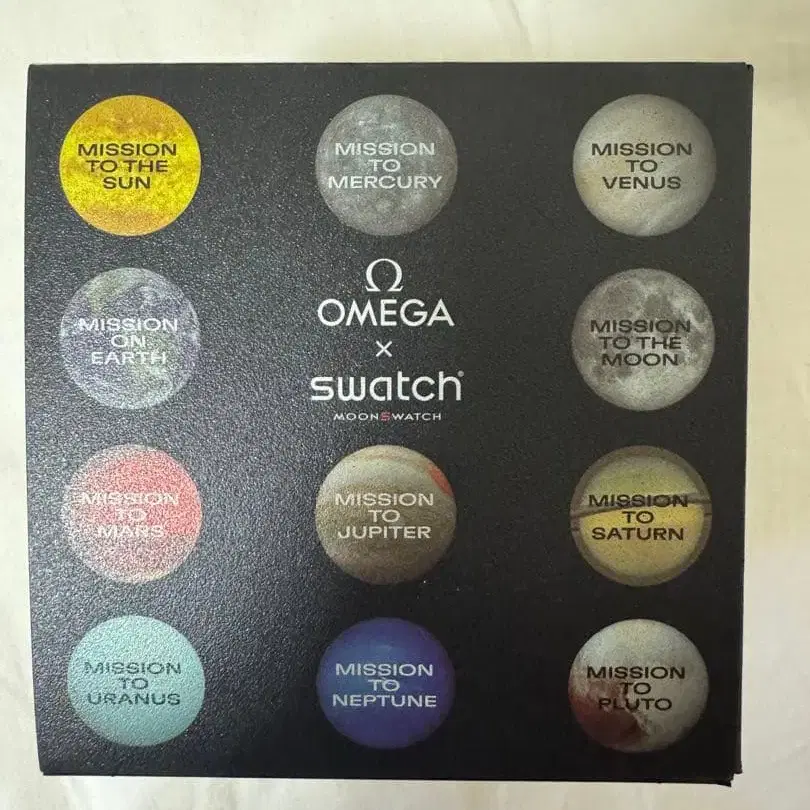 MISSION
TO THE
SUN
MISSION
TO
MERCURY
MISSION
TO
VENUS
MISSION
ON
EARTH
Ω
OMEGA
×
swatch®
MOONSWATCH
MISSION
TO THE
MOON
MISSION
TO
MARS
MISSION
TO
JUPITER
MISSION
TO
SATURN
MISSION
TO
URANUS
MISSION
TO
NEPTUNE
MISSION
TO
PLUTO